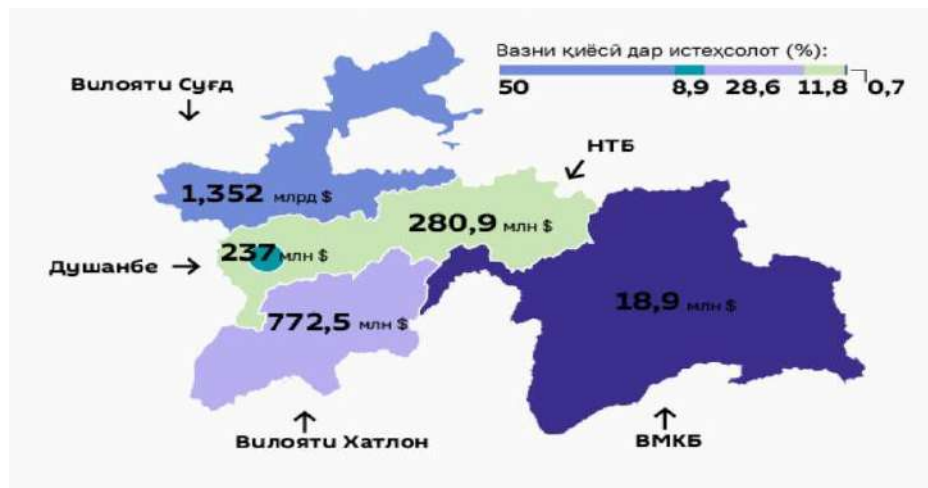 Вазни қиёсӣ дар истеҳсолот (%):
50 8,9 28,6 11,8 0,7
Вилояти Суғд
НТБ
1,352 млрд $
280,9 млн $
237 млн $
Душанбе
18,9 млн $
772,5 млн $
Вилояти Хатлон
ВМКБ